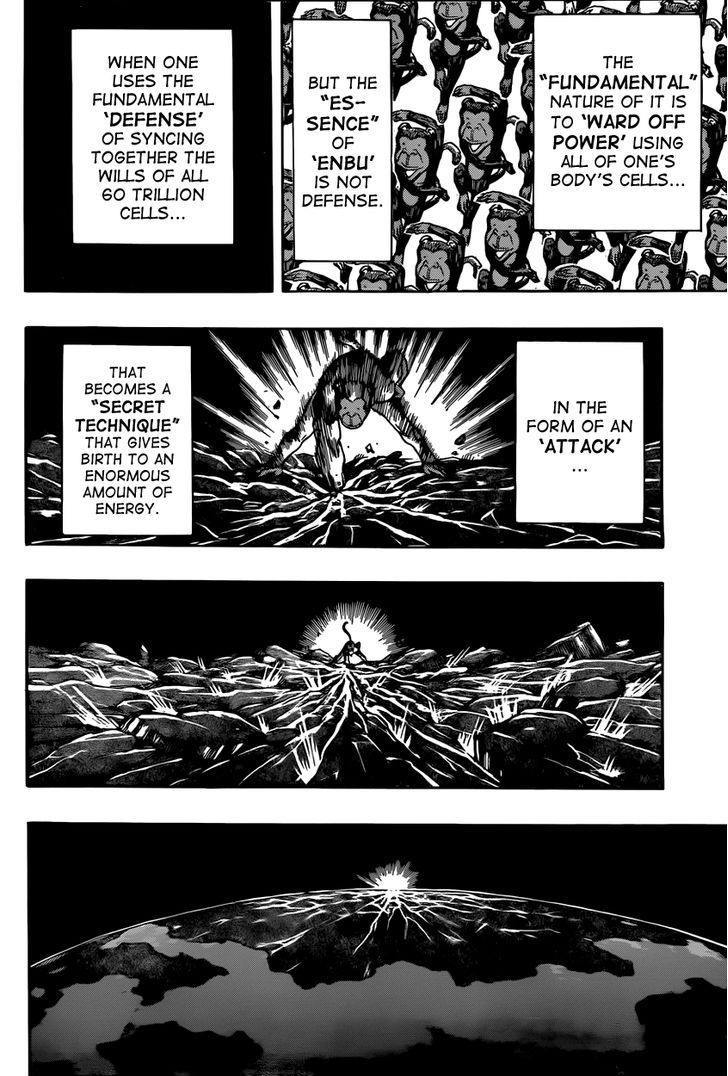 THE
"FUNDAMENTAL"
NATURE OF IT IS
TO 'WARD OFF
POWER' USING
ALL OF ONE'S
BODY'S CELLS...
BUT THE
"ES-
SENCE"
OF
'ENBU'
IS NOT
DEFENSE.
WHEN ONE
USES THE
FUNDAMENTAL
'DEFENSE'
OF SYNCING
TOGETHER THE
WILLS OF ALL
60 TRILLION
CELLS...
IN THE
FORM OF AN
'ATTACK'
...
THAT
BECOMES A
"SECRET
TECHNIQUE"
THAT GIVES
BIRTH TO AN
ENORMOUS
AMOUNT OF
ENERGY.